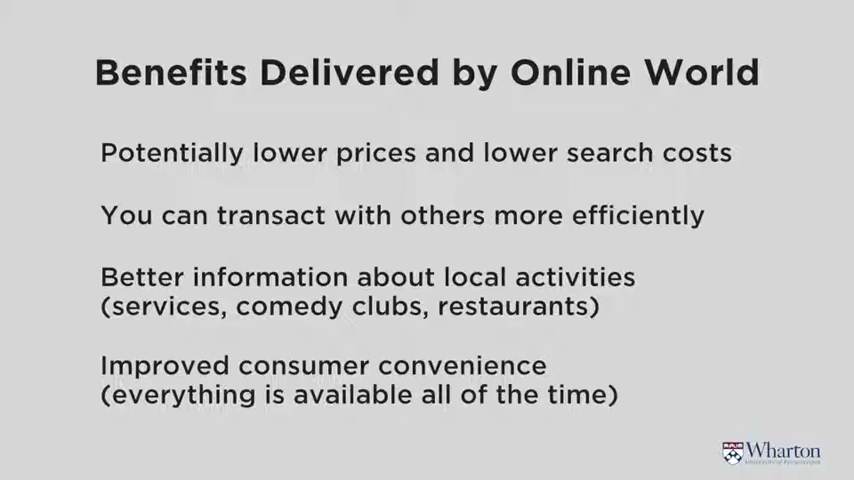 Benefits Delivered by Online World
Potentially lower prices and lower search costs
You can transact with others more efficiently
Better information about local activities
(services, comedy clubs, restaurants)
Improved consumer convenience
(everything is available all of the time)
Wharton